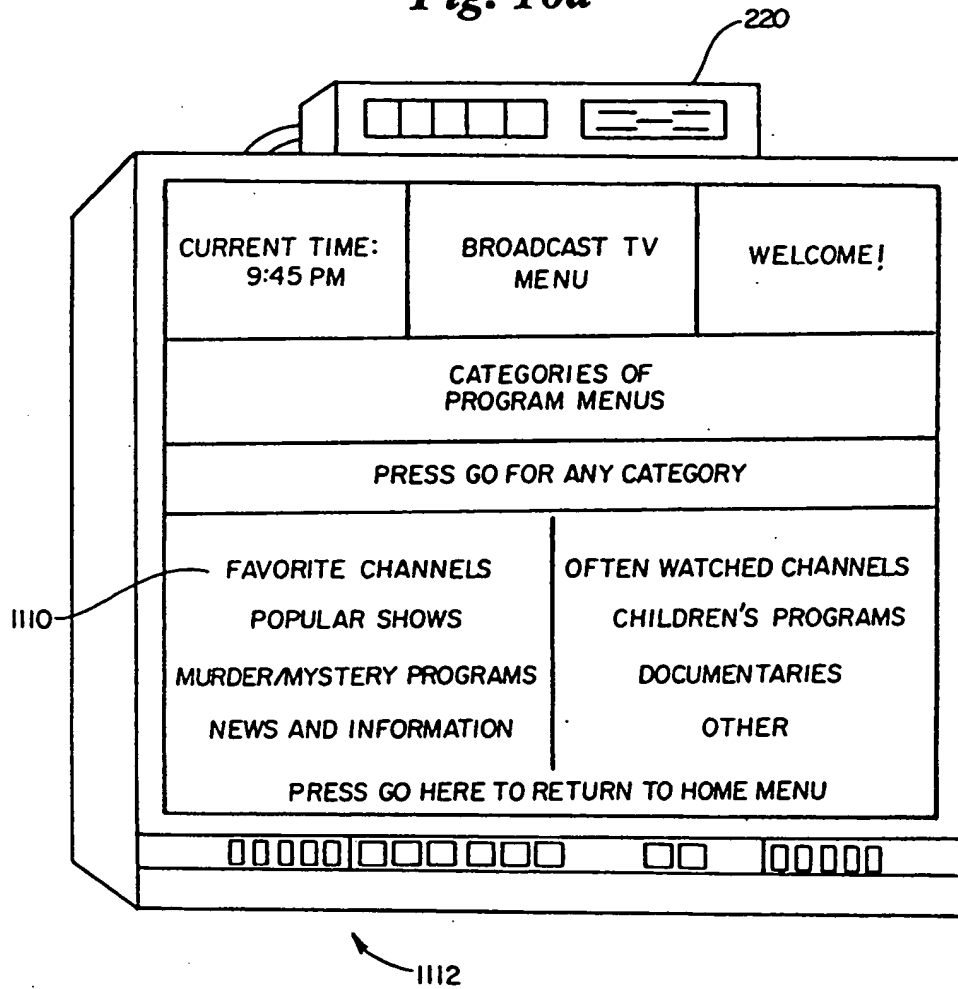 Fig. 10a
220
CURRENT TIME:
9:45 PM
BROADCAST TV
MENU
WELCOME!
CATEGORIES OF
PROGRAM MENUS
PRESS GO FOR ANY CATEGORY
1110
FAVORITE CHANNELS
POPULAR SHOWS
MURDER/MYSTERY PROGRAMS
NEWS AND INFORMATION
OFTEN WATCHED CHANNELS
CHILDREN'S PROGRAMS
DOCUMENTARIES
OTHER
PRESS GO HERE TO RETURN TO HOME MENU
1112